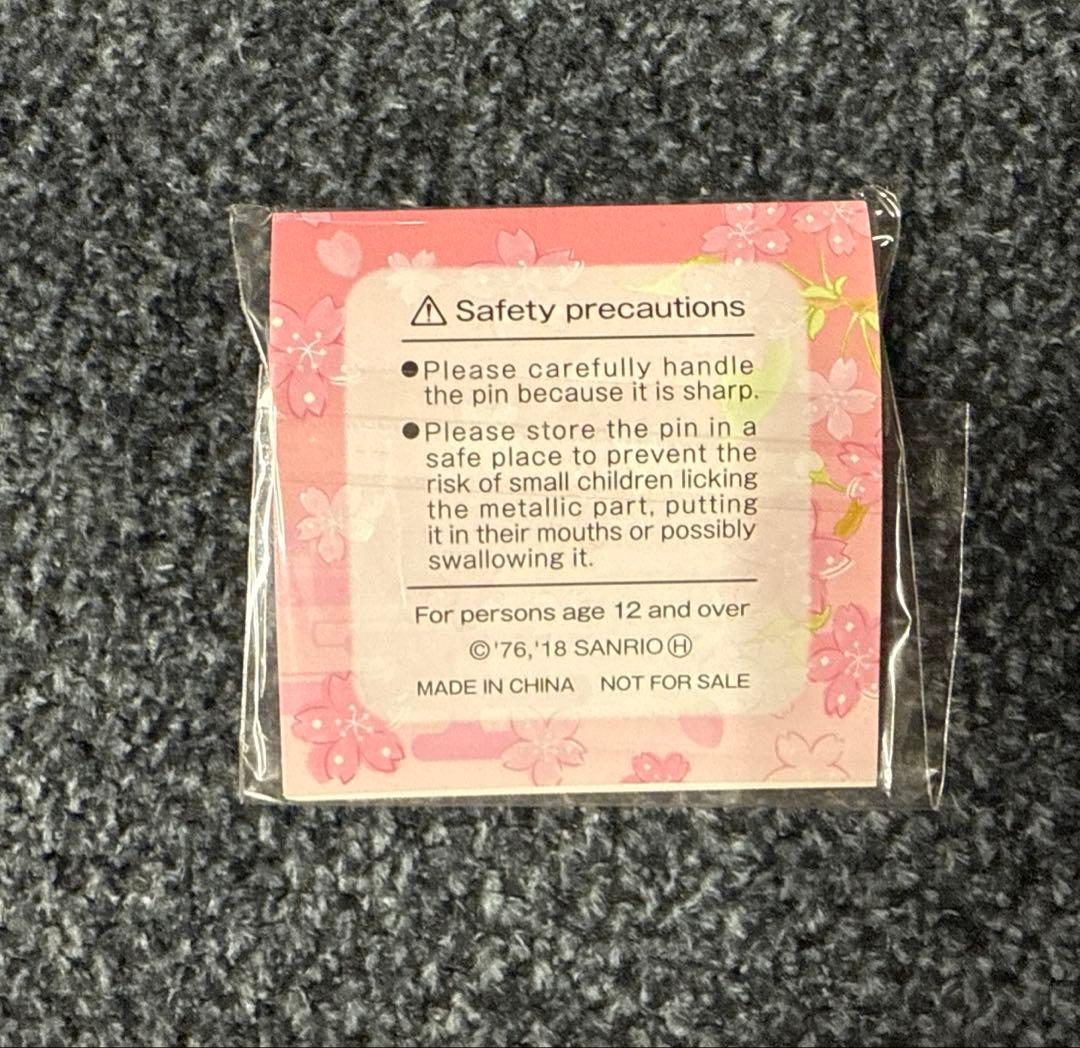 ⚠ Safety precautions
●Please carefully handle
the pin because it is sharp.
●Please store the pin in a
safe place to prevent the
risk of small children licking
the metallic part, putting
it in their mouths or possibly
swallowing it.
For persons age 12 and over
©'76,'18 SANRIO Ⓗ
MADE IN CHINA NOT FOR SALE